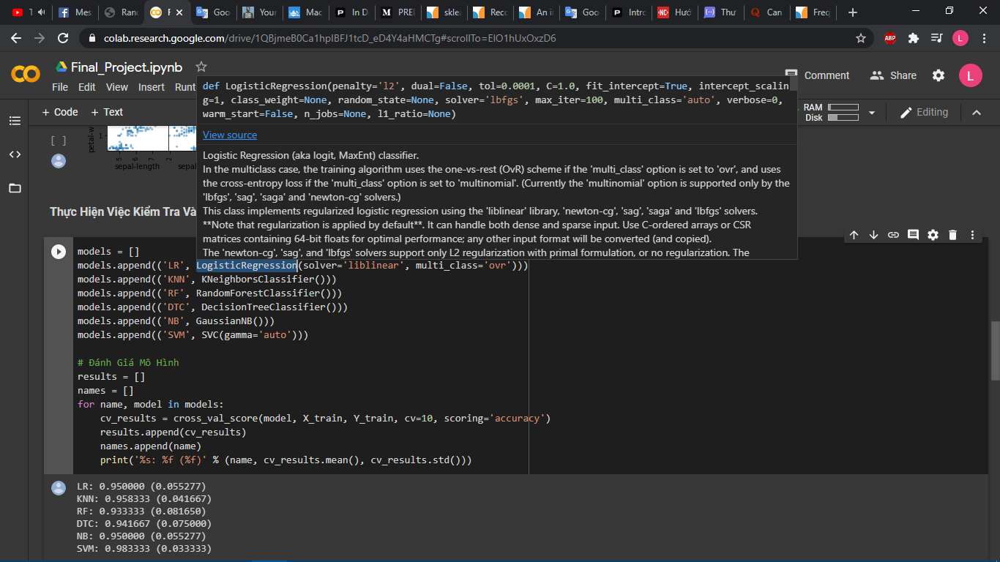 Mes
Ran
F
Goo
Your
Mac
In D
PRE
skle
Reco
An i
Goo
Intro
Hướ
Thư
Can
Freq
colab.research.google.com/drive/1QBjmeB0Ca1hpIBFJ1tcD_eD4Y4aHMCTg#scrollTo=ElO1hUxOxzD6
ABP
L
Final_Project.ipynb
File Edit View Insert Runt
Comment Share L
+ Code + Text
RAM
Disk
Editing
def LogisticRegression(penalty='l2', dual=False, tol=0.0001, C=1.0, fit_intercept=True, intercept_scalin
g=1, class_weight=None, random_state=None, solver='lbfgs', max_iter=100, multi_class='auto', verbose=0,
warm_start=False, n_jobs=None, l1_ratio=None)
View source
Logistic Regression (aka logit, MaxEnt) classifier.
In the multiclass case, the training algorithm uses the one-vs-rest (OvR) scheme if the 'multi_class' option is set to 'ovr', and uses
the cross-entropy loss if the 'multi_class' option is set to 'multinomial'. (Currently the 'multinomial' option is supported only by the
'lbfgs', 'sag', 'saga' and 'newton-cg' solvers.)
This class implements regularized logistic regression using the 'liblinear' library, 'newton-cg', 'sag', 'saga' and 'lbfgs' solvers.
**Note that regularization is applied by default**. It can handle both dense and sparse input. Use C-ordered arrays or CSR
matrices containing 64-bit floats for optimal performance; any other input format will be converted (and copied).
The 'newton-cg', 'sag', and 'lbfgs' solvers support only L2 regularization with primal formulation, or no regularization. The
[ ]
petal-w
1
5 6 7 2
sepal-length sepal
Thực Hiện Việc Kiểm Tra Và
models = []
models.append(('LR', LogisticRegression(solver='liblinear', multi_class='ovr')))
models.append(('KNN', KNeighborsClassifier()))
models.append(('RF', RandomForestClassifier()))
models.append(('DTC', DecisionTreeClassifier()))
models.append(('NB', GaussianNB()))
models.append(('SVM', SVC(gamma='auto')))
# Đánh Giá Mô Hình
results = []
names = []
for name, model in models:
cv_results = cross_val_score(model, X_train, Y_train, cv=10, scoring='accuracy')
results.append(cv_results)
names.append(name)
print('%s: %f (%f)' % (name, cv_results.mean(), cv_results.std()))
LR: 0.950000 (0.055277)
KNN: 0.958333 (0.041667)
RF: 0.933333 (0.081650)
DTC: 0.941667 (0.075000)
NB: 0.950000 (0.055277)
SVM: 0.983333 (0.033333)